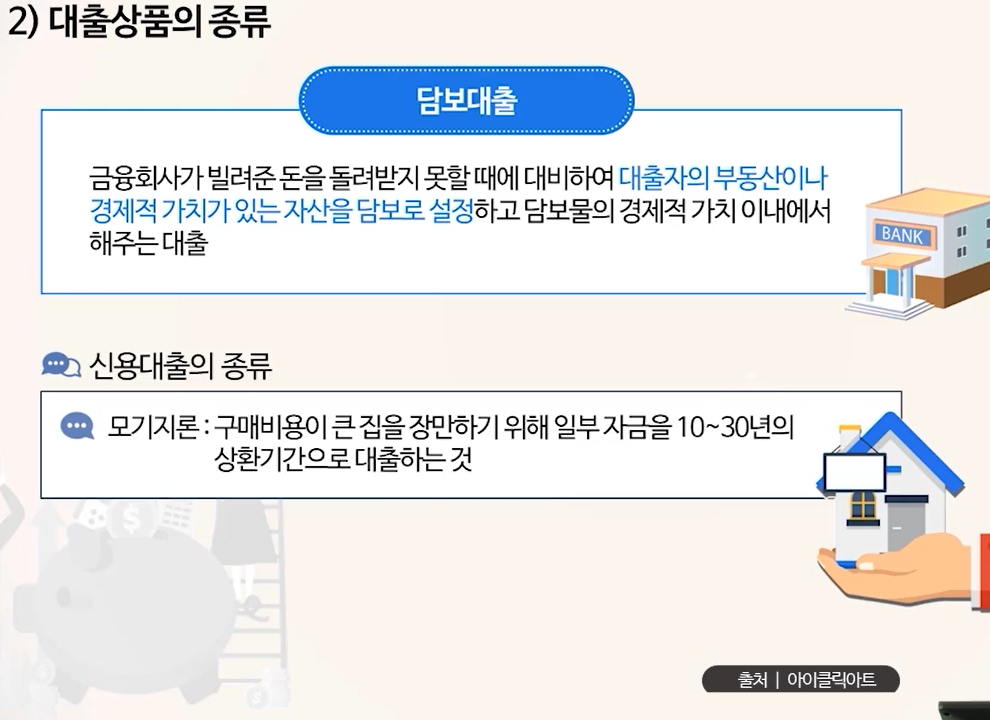 2) 대출상품의 종류
담보대출
금융회사가 빌려준 돈을 돌려받지 못할 때에 대비하여 대출자의 부동산이나
경제적 가치가 있는 자산을 담보로 설정하고 담보물의 경제적 가치 이내에서
해주는 대출
BANK
신용대출의 종류
모기지론 : 구매비용이 큰 집을 장만하기 위해 일부 자금을 10~30년의
상환기간으로 대출하는 것
출처 | 아이클릭아트